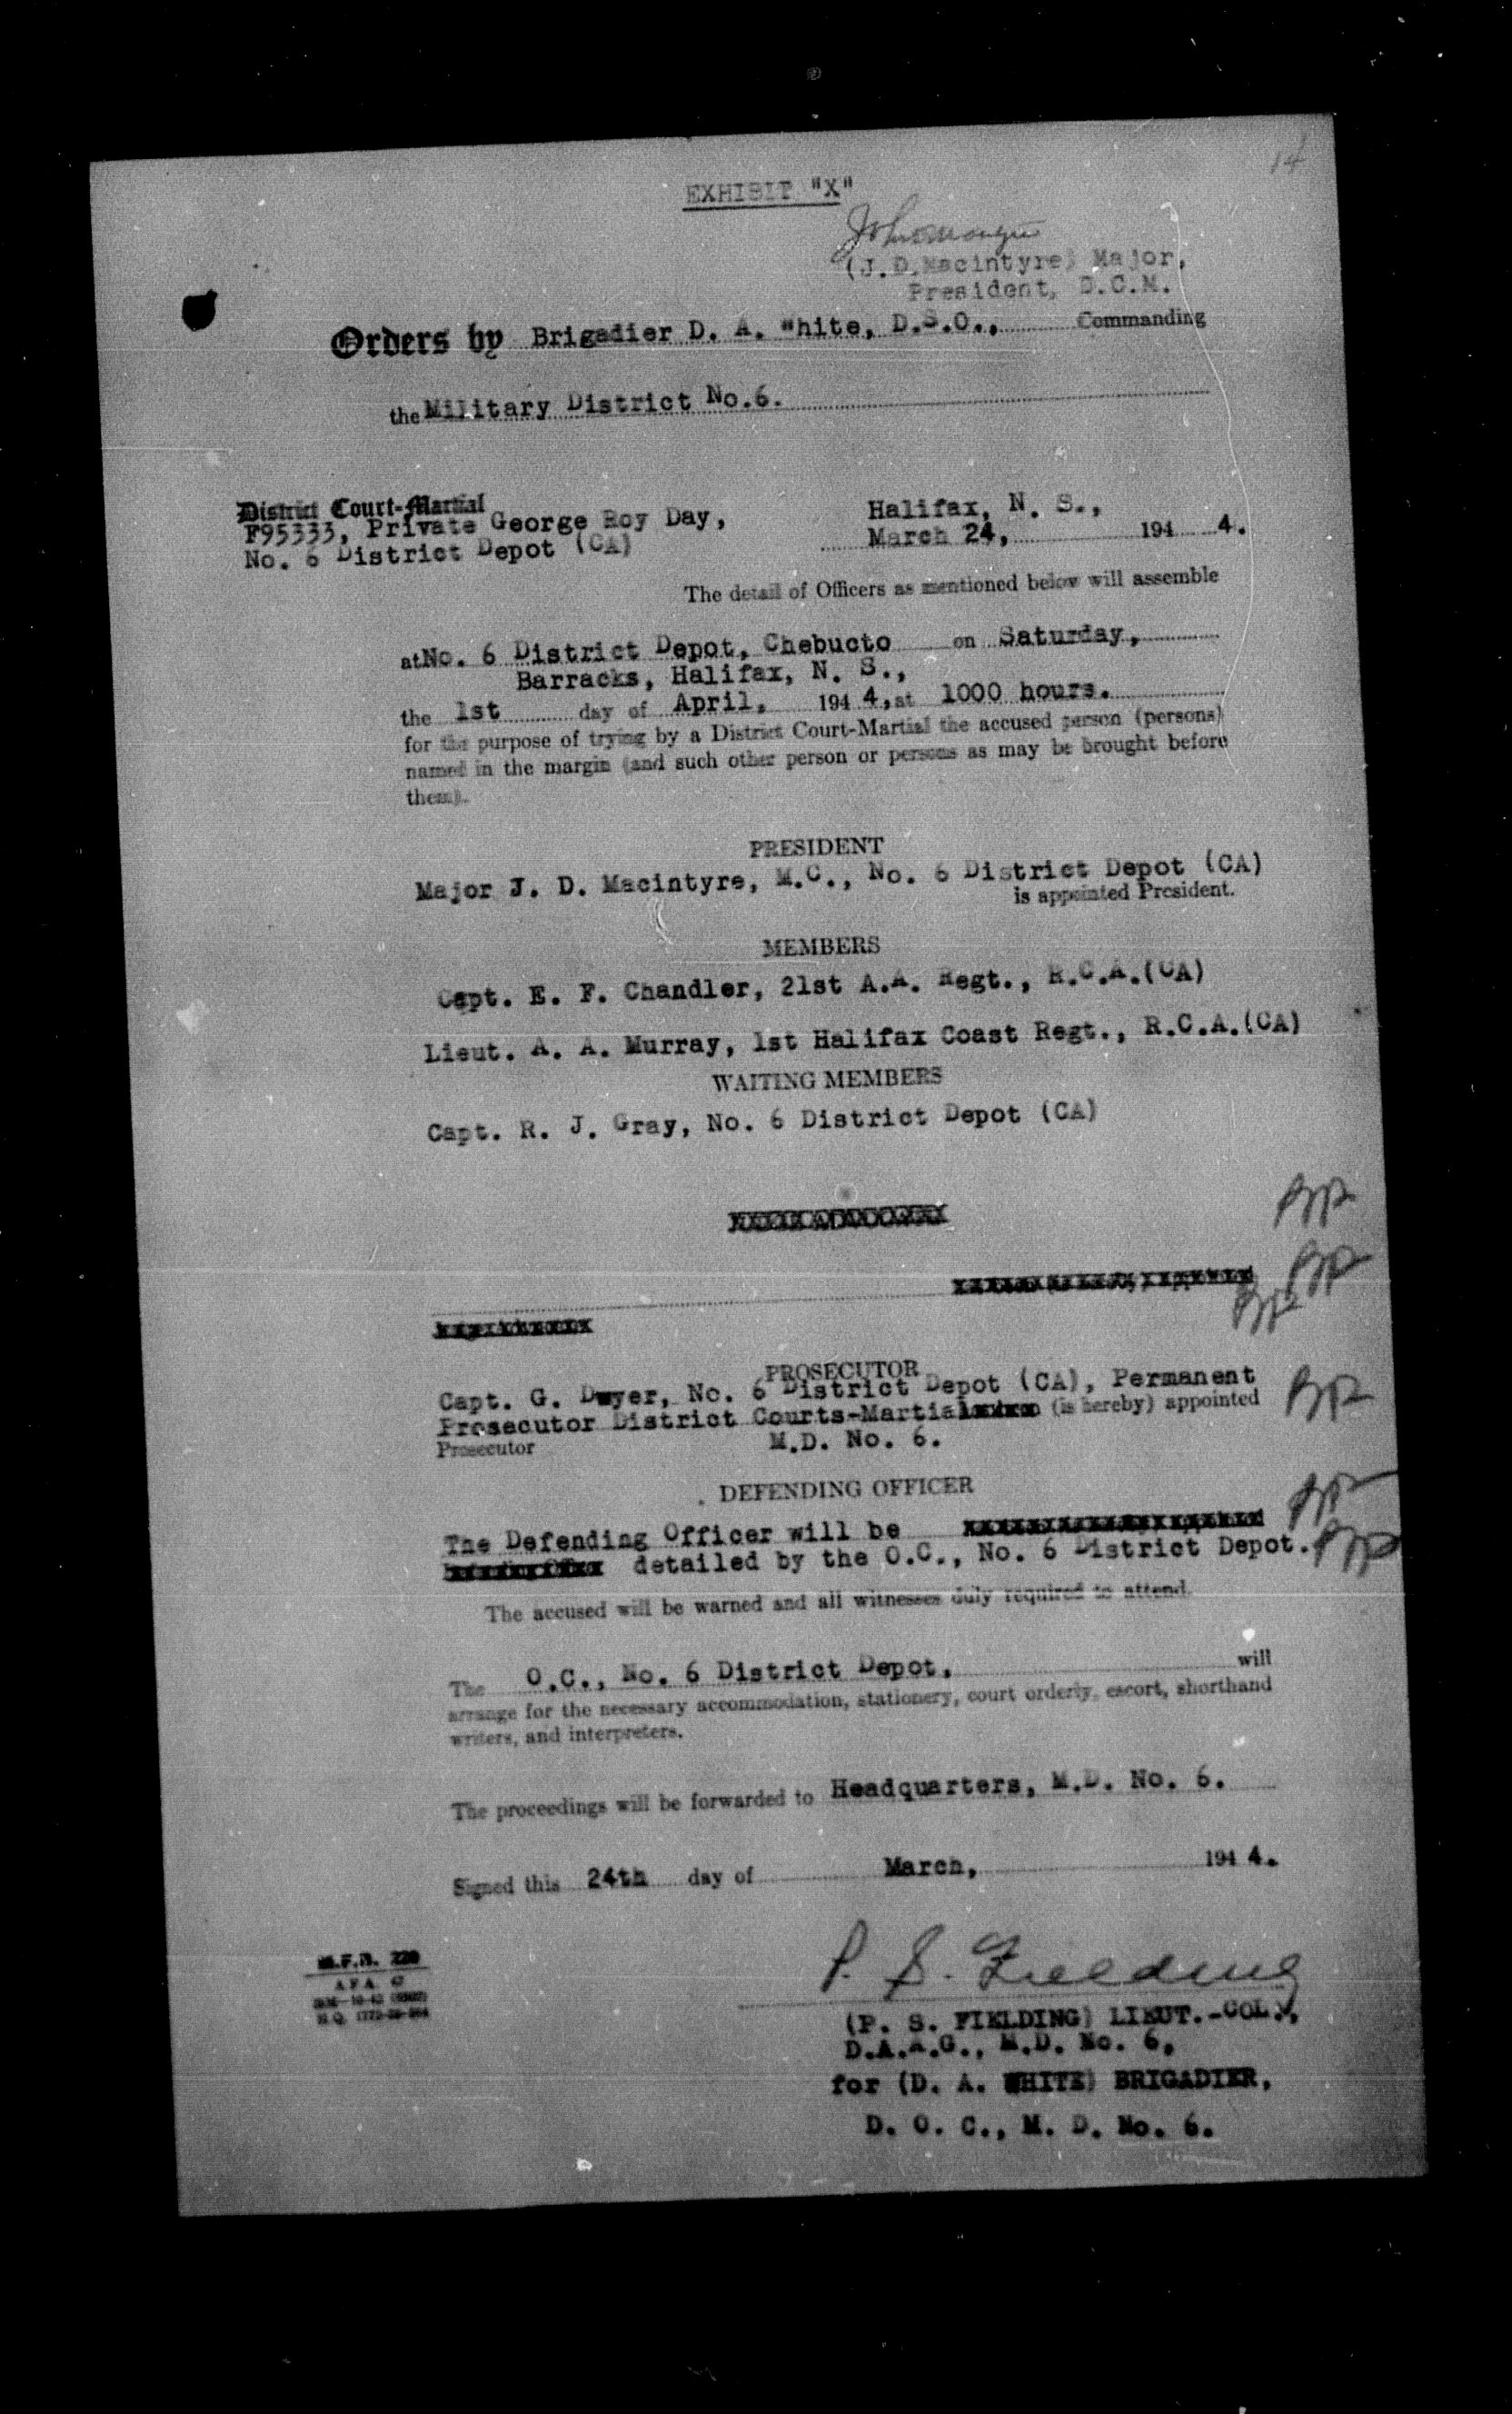 14
EXHIBIT "X"
(J.D.Macintyre) Major,
President, D.C.M.
Orders by Brigadier D. A. White, D.S.O., Commanding
the Military District No.6.
District Court-Martial
F95333, Private George Roy Day,
No. 6 District Depot (CA)
Halifax, N. S.,
March 24, 194 4.
The detail of Officers as mentioned below will assemble
at No. 6 District Depot, Chebucto on Saturday,
Barracks, Halifax, N. S.,
the 1st day of April, 194 4, at 1000 hours.
for the purpose of trying by a District Court-Martial the accused person (persons)
named in the margin (and such other person or persons as may be brought before
them).
PRESIDENT
Major J. D. Macintyre, M.C., No. 6 District Depot (CA)
is appointed President.
MEMBERS
Capt. E. F. Chandler, 21st A.A. Regt., R.C.A.(CA)
Lieut. A. A. Murray, 1st Halifax Coast Regt., R.C.A.(CA)
WAITING MEMBERS
Capt. R. J. Gray, No. 6 District Depot (CA)
PROSECUTOR
Capt. G. Dwyer, No. 6 District Depot (CA), Permanent
Prosecutor District Courts-Martial (is hereby) appointed
Prosecutor M.D. No. 6.
DEFENDING OFFICER
The Defending Officer will be
detailed by the O.C., No. 6 District Depot.
The accused will be warned and all witnesses duly required to attend.
The O.C., No. 6 District Depot, will
arrange for the necessary accommodation, stationery, court orderly, escort, shorthand
writers, and interpreters.
The proceedings will be forwarded to Headquarters, M.D. No. 6.
Signed this 24th day of March, 194 4.
M.F.B. 220
P. S. Fielding
(P. S. FIELDING) LIEUT.-COL.,
D.A.A.G., M.D. No. 6,
for (D. A. WHITE) BRIGADIER,
D. O. C., M. D. No. 6.